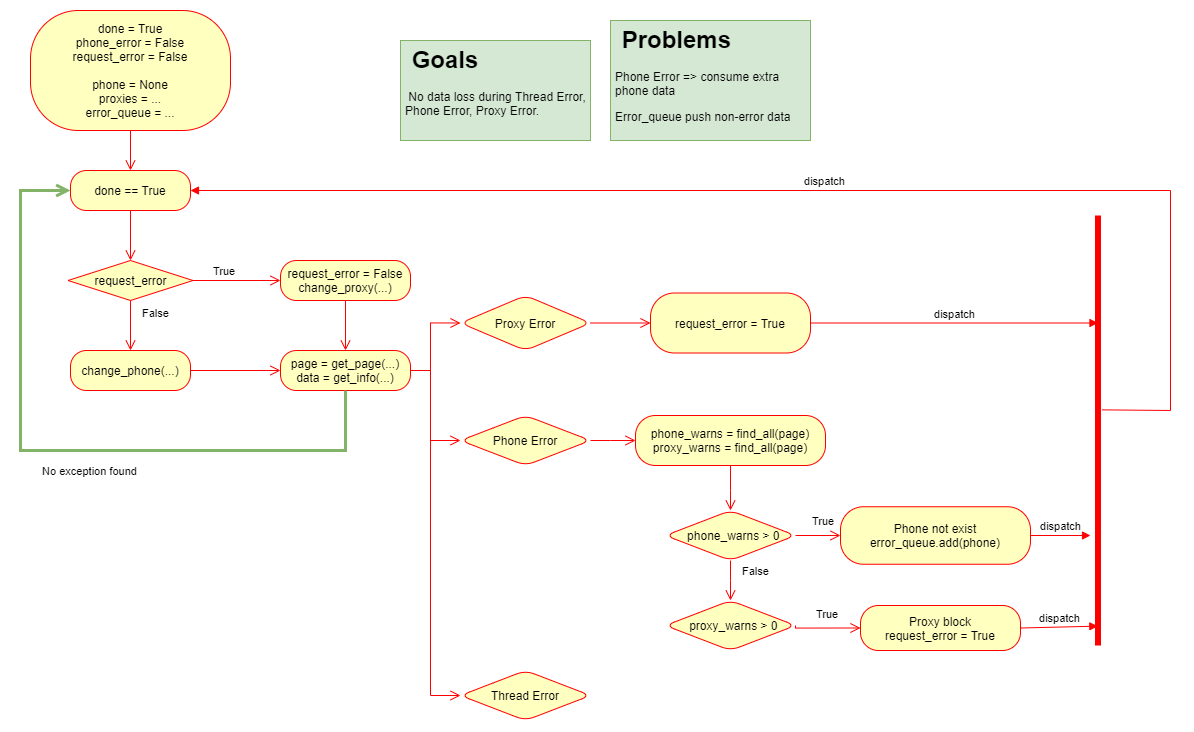 done = True
phone_error = False
request_error = False
phone = None
proxies = ...
error_queue = ...
Goals
No data loss during Thread Error,
Phone Error, Proxy Error.
Problems
Phone Error => consume extra
phone data
Error_queue push non-error data
done == True
dispatch
request_error
True
request_error = False
change_proxy(...)
False
Proxy Error
request_error = True
dispatch
change_phone(...)
page = get_page(...)
data = get_info(...)
No exception found
Phone Error
phone_warns = find_all(page)
proxy_warns = find_all(page)
phone_warns > 0
True
Phone not exist
error_queue.add(phone)
dispatch
False
proxy_warns > 0
True
Proxy block
request_error = True
dispatch
Thread Error